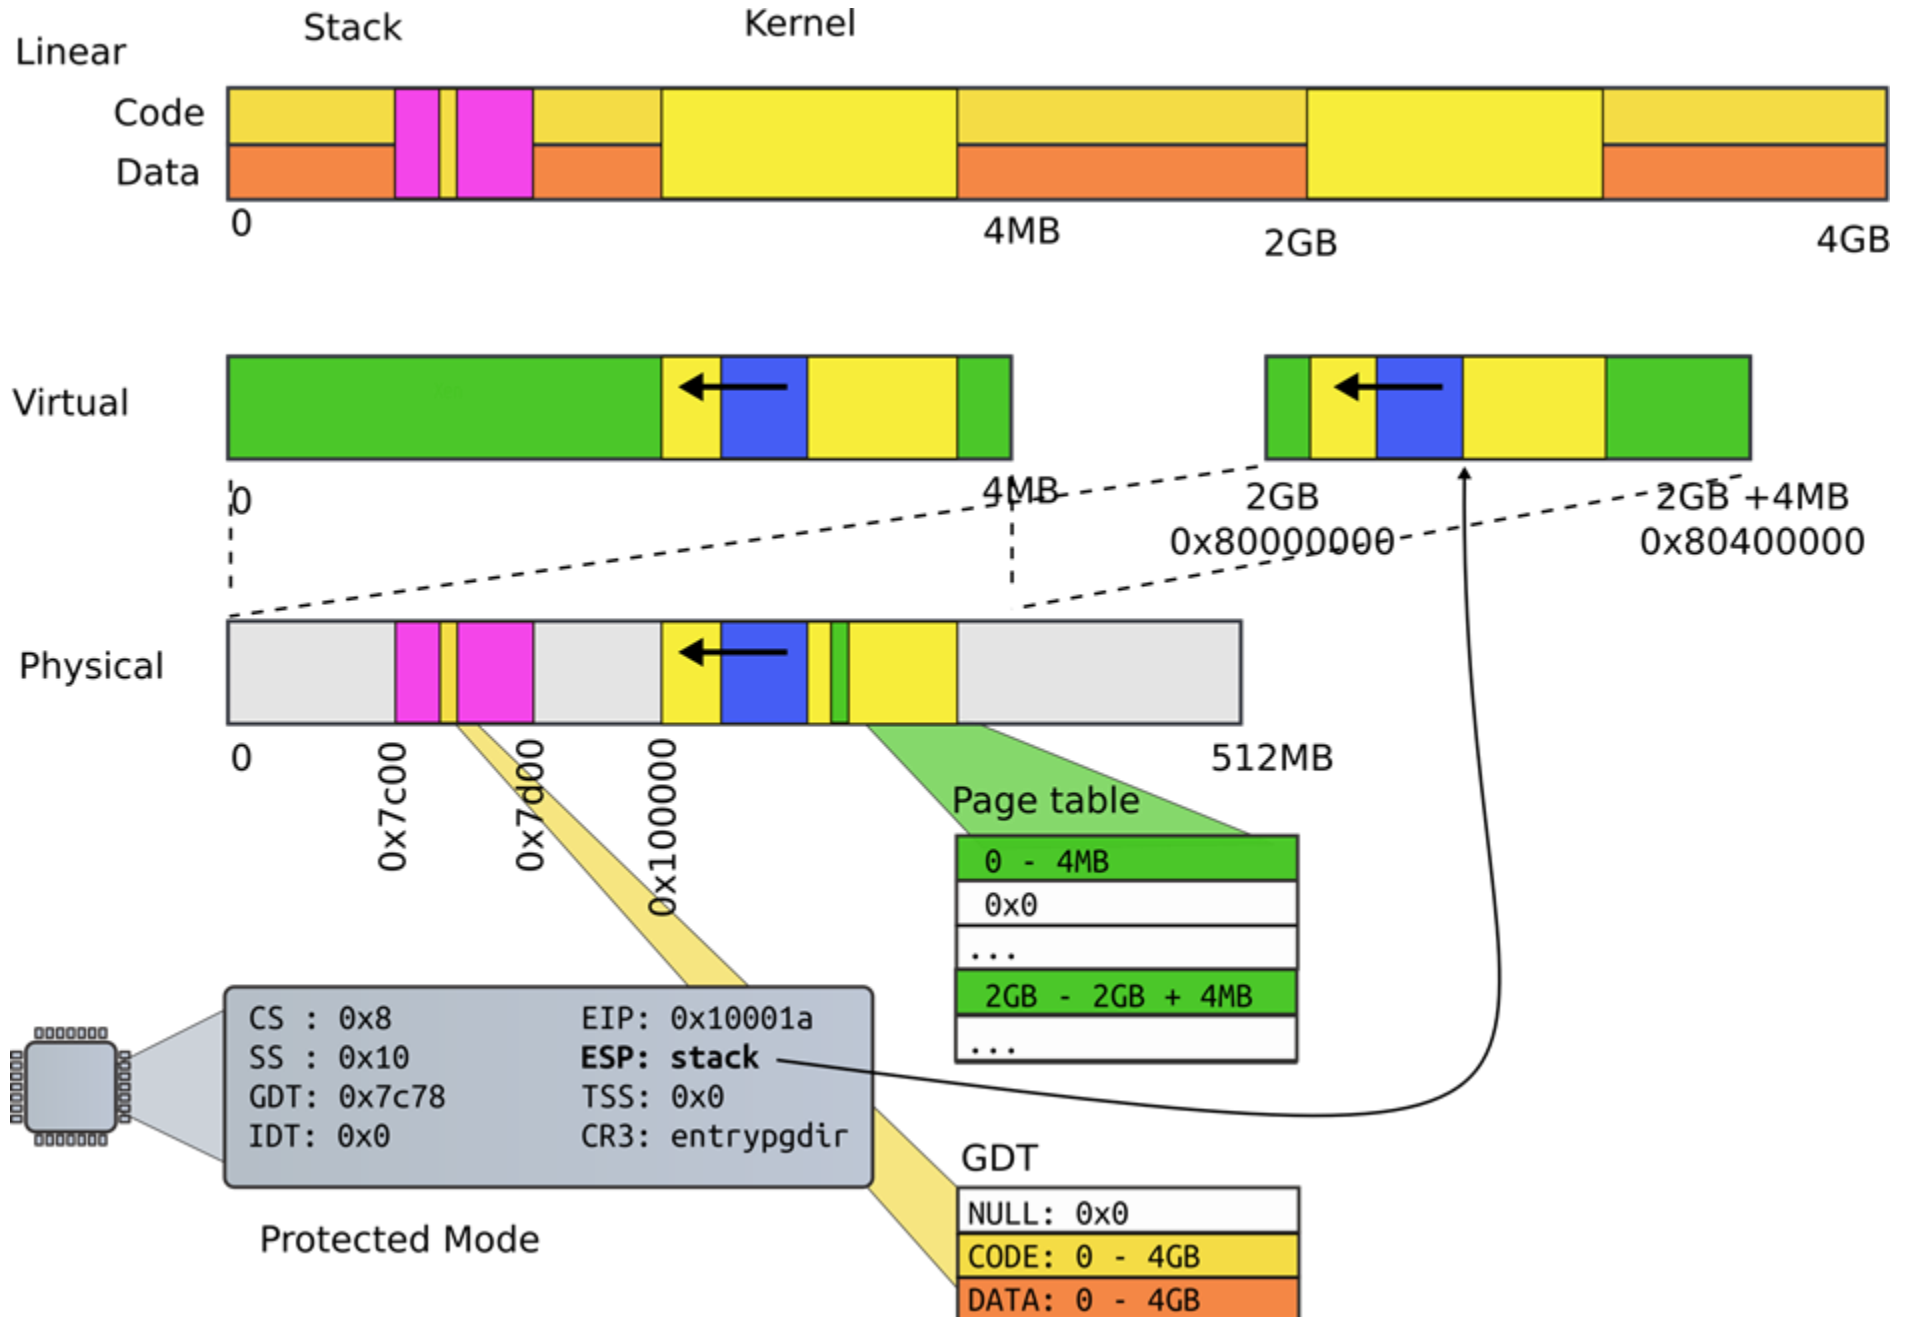 Stack
Kernel
Linear
Code
Data
0
4MB
2GB
4GB
Virtual
0
4MB
2GB
0x80000000
2GB +4MB
0x80400000
Physical
0
0x7c00
0x7d00
0x100000
512MB
Page table
0 - 4MB
0x0
...
2GB - 2GB + 4MB
...
CS : 0x8
EIP: 0x10001a
SS : 0x10
ESP: stack
GDT: 0x7c78
TSS: 0x0
IDT: 0x0
CR3: entrypgdir
Protected Mode
GDT
NULL: 0x0
CODE: 0 - 4GB
DATA: 0 - 4GB